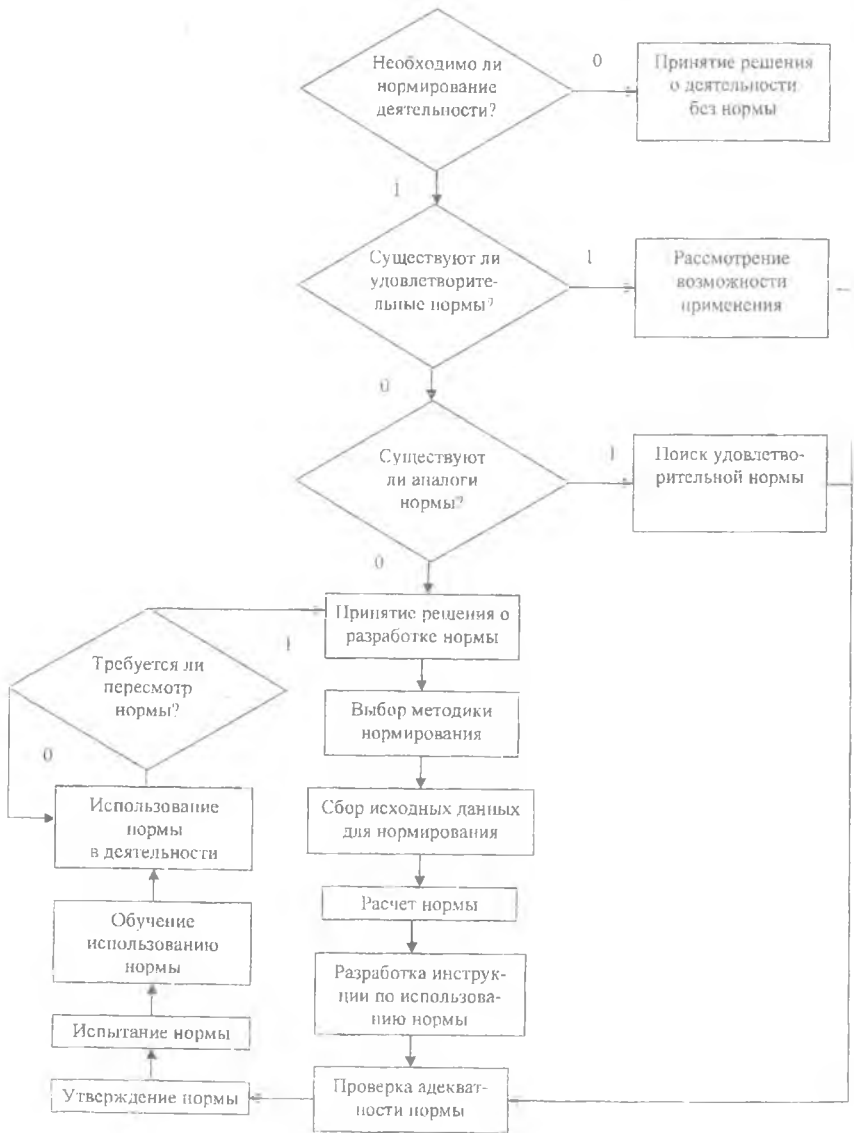 Необходимо ли
нормирование
деятельности?
0
Принятие решения
о деятельности
без нормы
1
Существуют ли
удовлетворите-
льные нормы?
1
Рассмотрение
возможности
применения
0
Существуют
ли аналоги
нормы?
1
Поиск удовлетво-
рительной нормы
0
Принятие решения о
разработке нормы
1
Требуется ли
пересмотр
нормы?
0
Выбор методики
нормирования
Использование
нормы
в деятельности
Сбор исходных данных
для нормирования
Обучение
использованию
нормы
Расчет нормы
Разработка инструк-
ции по использова-
нию нормы
Испытание нормы
Утверждение нормы
Проверка адекват-
ности нормы